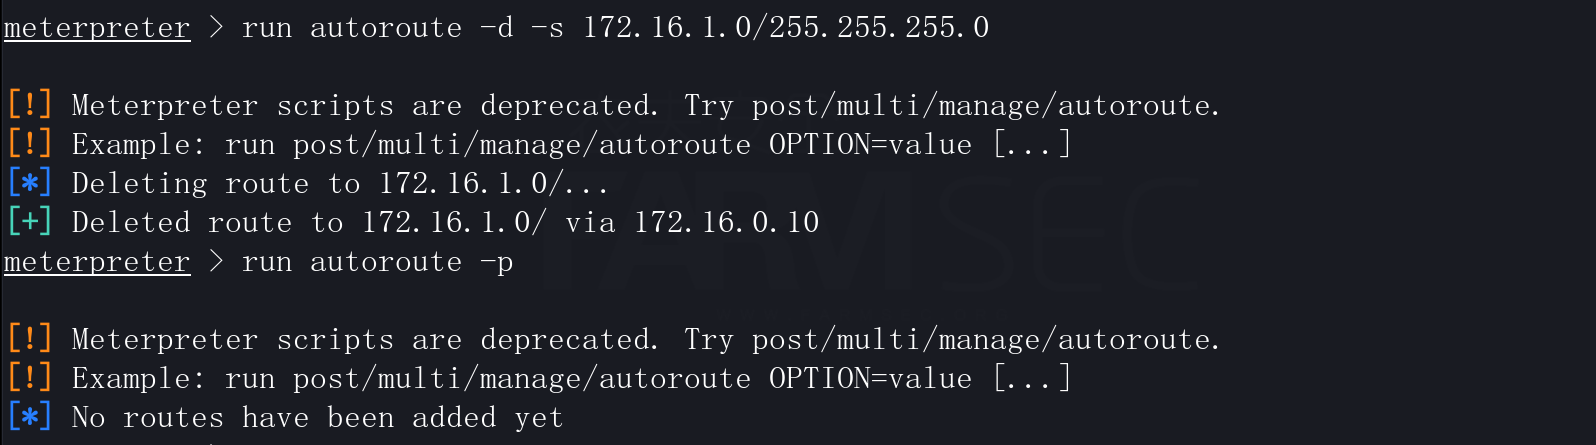 meterpreter > run autoroute -d -s 172.16.1.0/255.255.255.0
[!] Meterpreter scripts are deprecated. Try post/multi/manage/autoroute.
[!] Example: run post/multi/manage/autoroute OPTION=value [...]
[*] Deleting route to 172.16.1.0/...
[+] Deleted route to 172.16.1.0/ via 172.16.0.10
meterpreter > run autoroute -p
[!] Meterpreter scripts are deprecated. Try post/multi/manage/autoroute.
[!] Example: run post/multi/manage/autoroute OPTION=value [...]
[*] No routes have been added yet